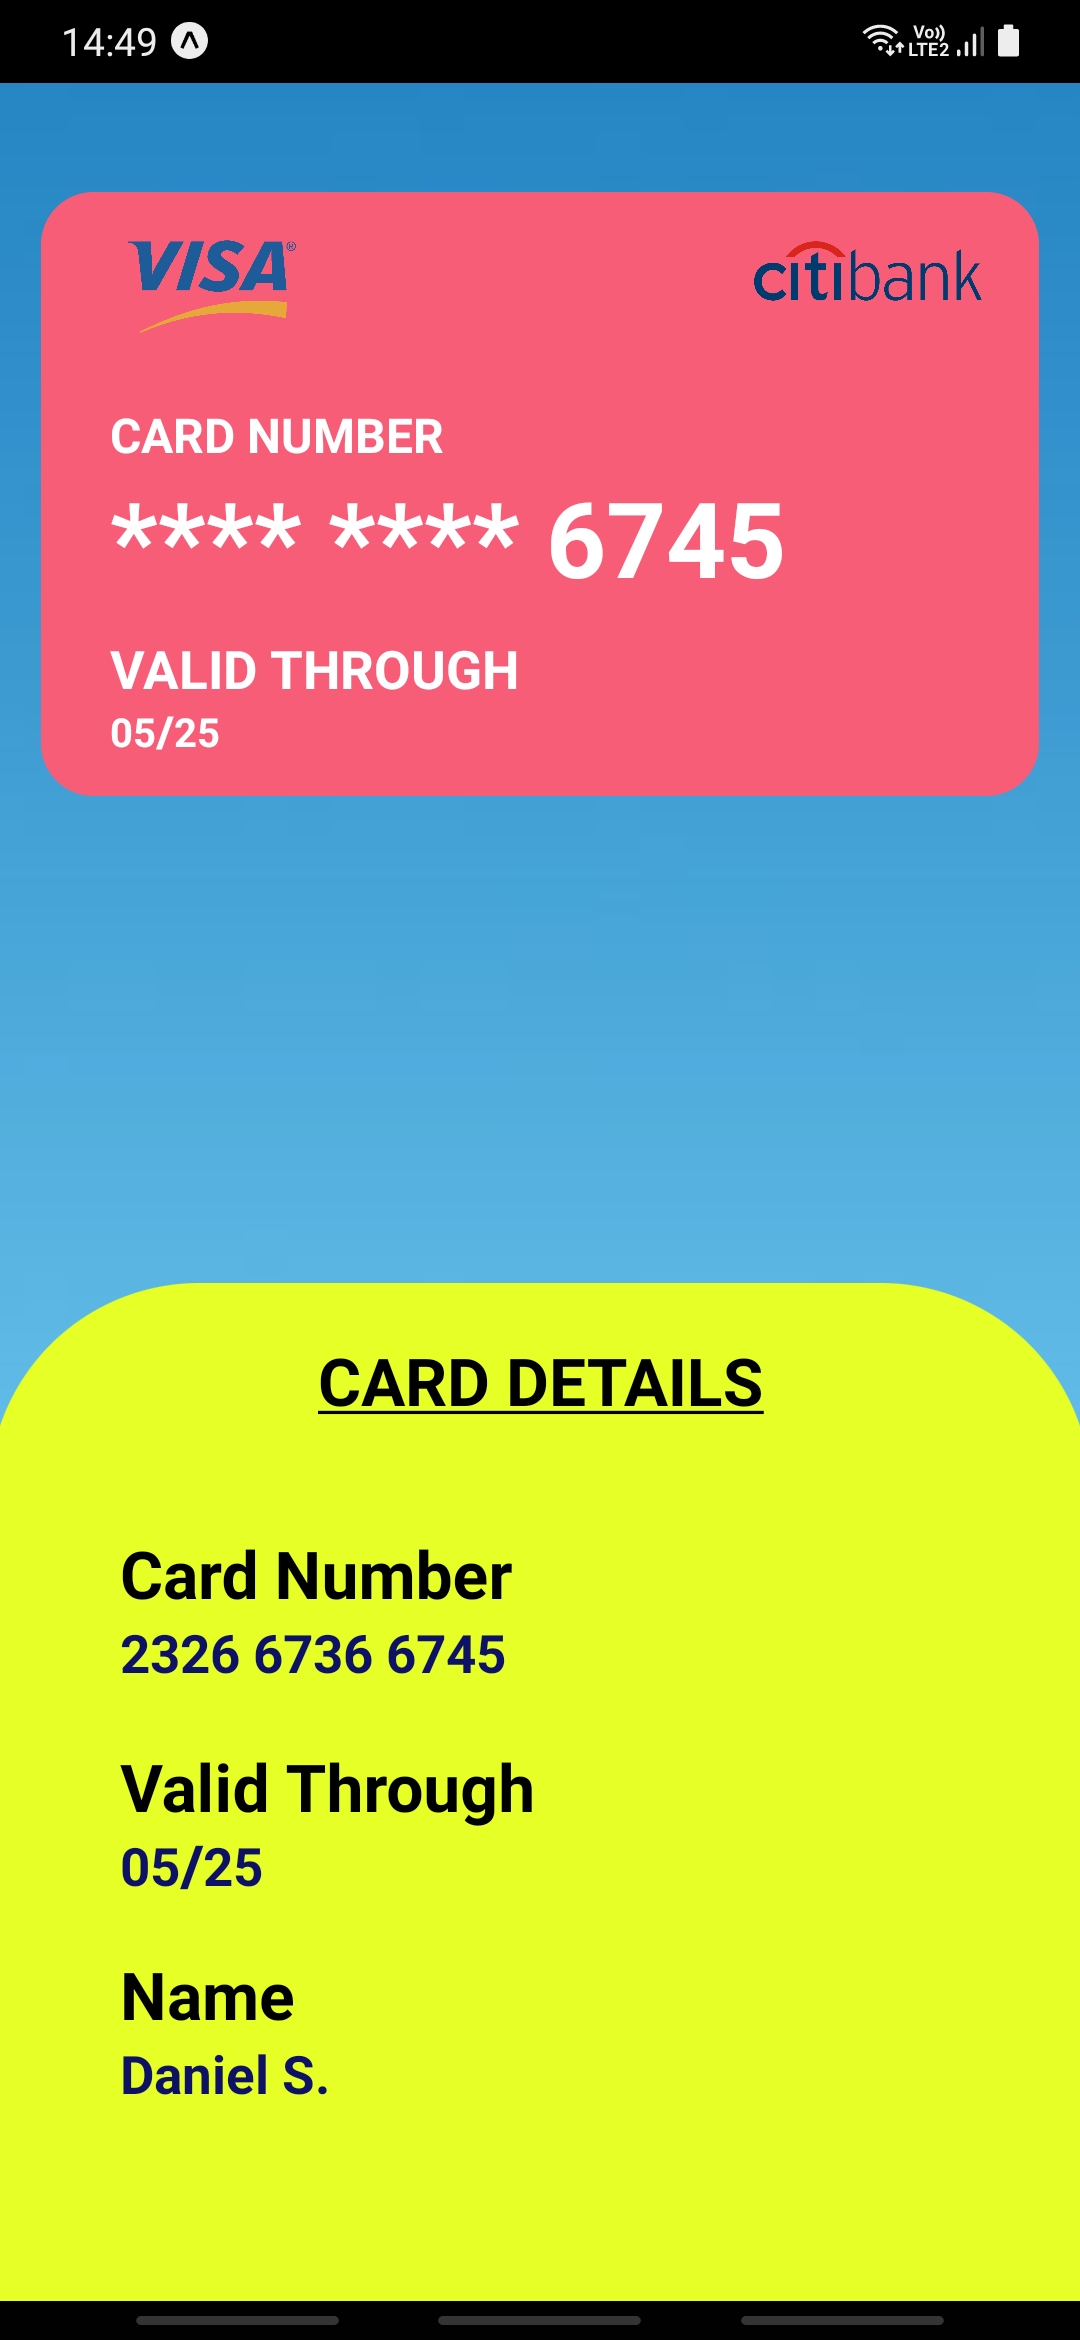 14:49
Vo))
LTE2
VISA®
citibank
CARD NUMBER
**** **** 6745
VALID THROUGH
05/25
CARD DETAILS
Card Number
2326 6736 6745
Valid Through
05/25
Name
Daniel S.